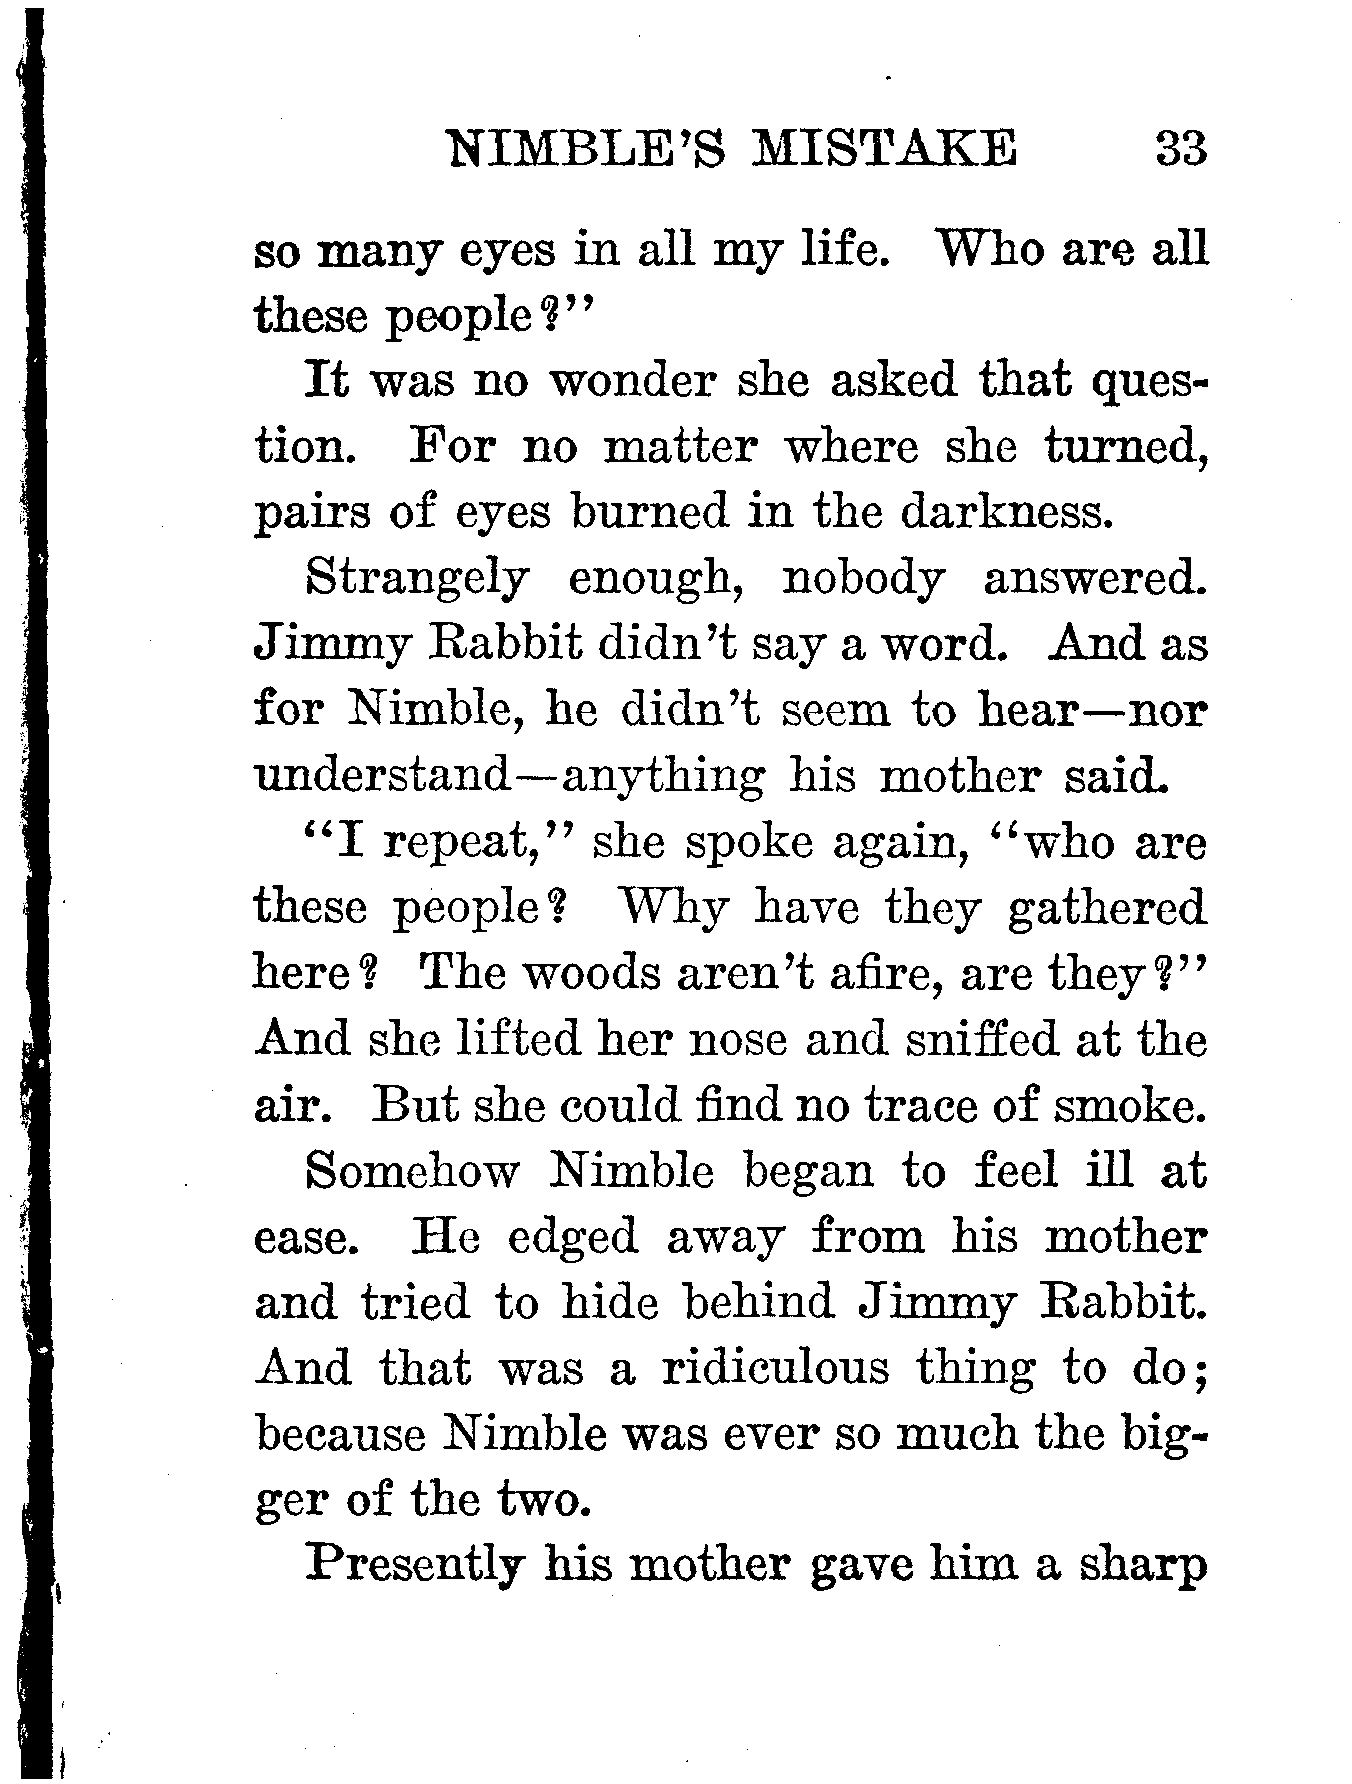 NIMBLE'S MISTAKE 33
so many eyes in all my life. Who are all
these people?"
It was no wonder she asked that ques-
tion. For no matter where she turned,
pairs of eyes burned in the darkness.
Strangely enough, nobody answered.
Jimmy Rabbit didn't say a word. And as
for Nimble, he didn't seem to hear—nor
understand—anything his mother said.
"I repeat," she spoke again, "who are
these people? Why have they gathered
here? The woods aren't afire, are they?"
And she lifted her nose and sniffed at the
air. But she could find no trace of smoke.
Somehow Nimble began to feel ill at
ease. He edged away from his mother
and tried to hide behind Jimmy Rabbit.
And that was a ridiculous thing to do;
because Nimble was ever so much the big-
ger of the two.
Presently his mother gave him a sharp